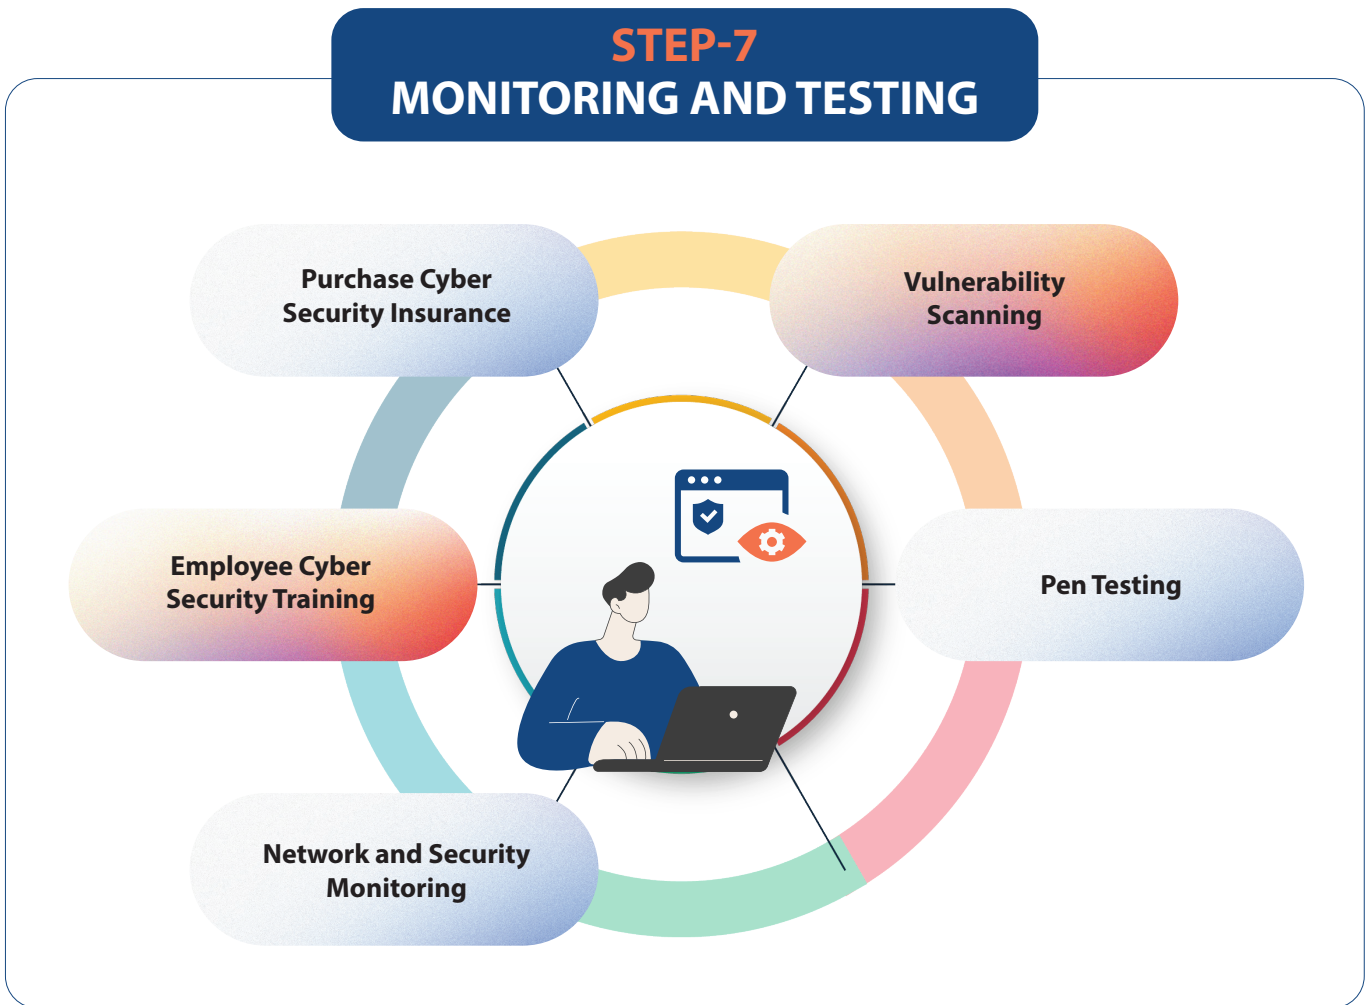 STEP-7
MONITORING AND TESTING
Purchase Cyber
Security Insurance
Vulnerability
Scanning
Employee Cyber
Security Training
Pen Testing
Network and Security
Monitoring